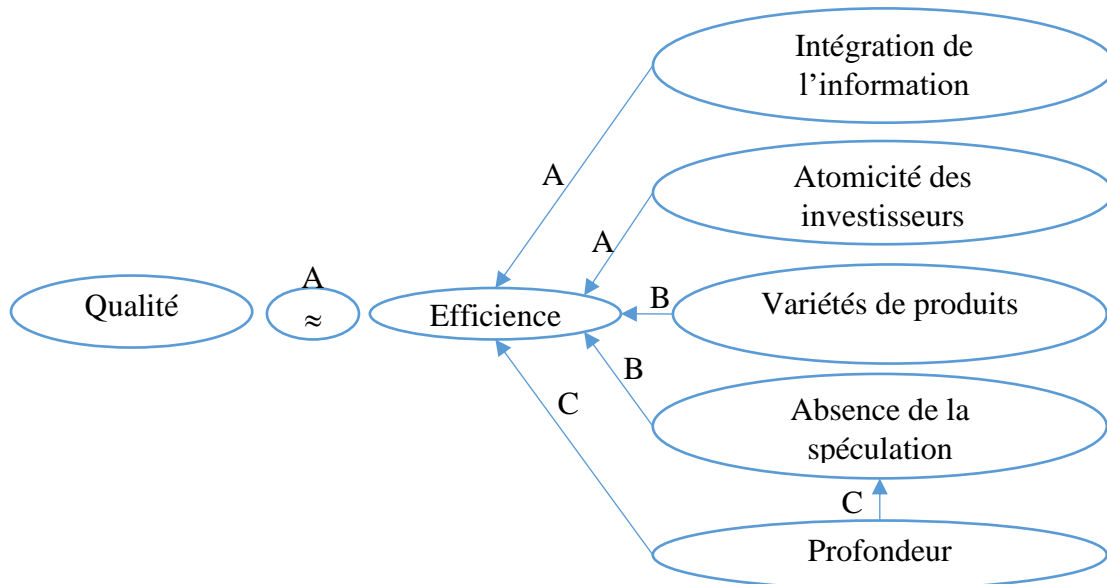 Intégration de
l’information
A
Atomicité des
investisseurs
A
Qualité
A
≈
Efficience
B
Variétés de produits
B
Absence de la
spéculation
C
C
Profondeur